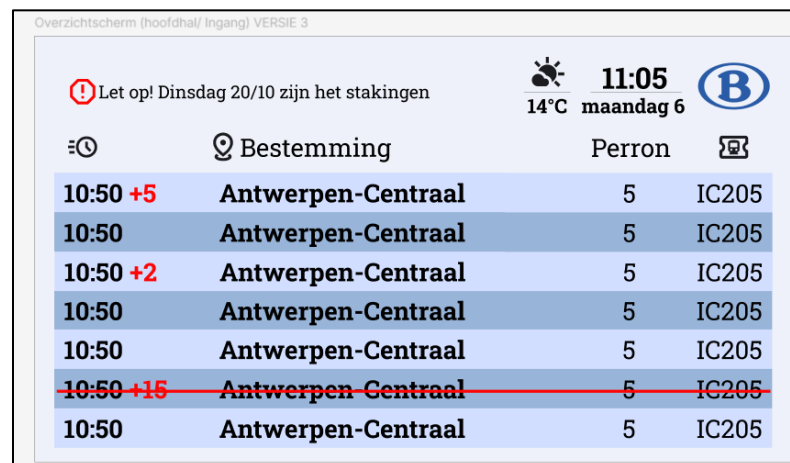 Overzichtscherm (hoofdhal/ Ingang) VERSIE 3
Let op! Dinsdag 20/10 zijn het stakingen
14°C
11:05
maandag 6
B
Bestemming Perron
10:50 +5 Antwerpen-Centraal 5 IC205
10:50 Antwerpen-Centraal 5 IC205
10:50 +2 Antwerpen-Centraal 5 IC205
10:50 Antwerpen-Centraal 5 IC205
10:50 Antwerpen-Centraal 5 IC205
10:50 +15 Antwerpen-Centraal 5 IC205
10:50 Antwerpen-Centraal 5 IC205